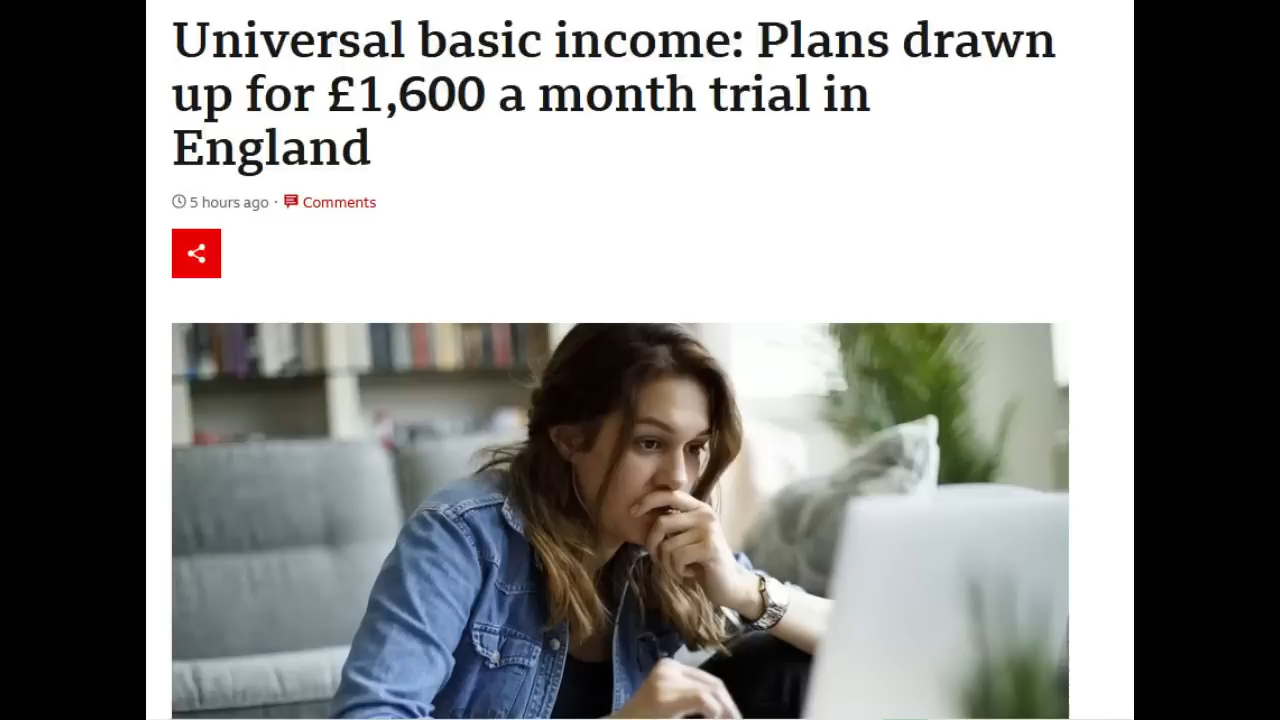 Universal basic income: Plans drawn
up for £1,600 a month trial in
England
5 hours ago · Comments